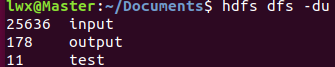 lwx@Master:~/Documents$ hdfs dfs -du
25636 input
178 output
11 test